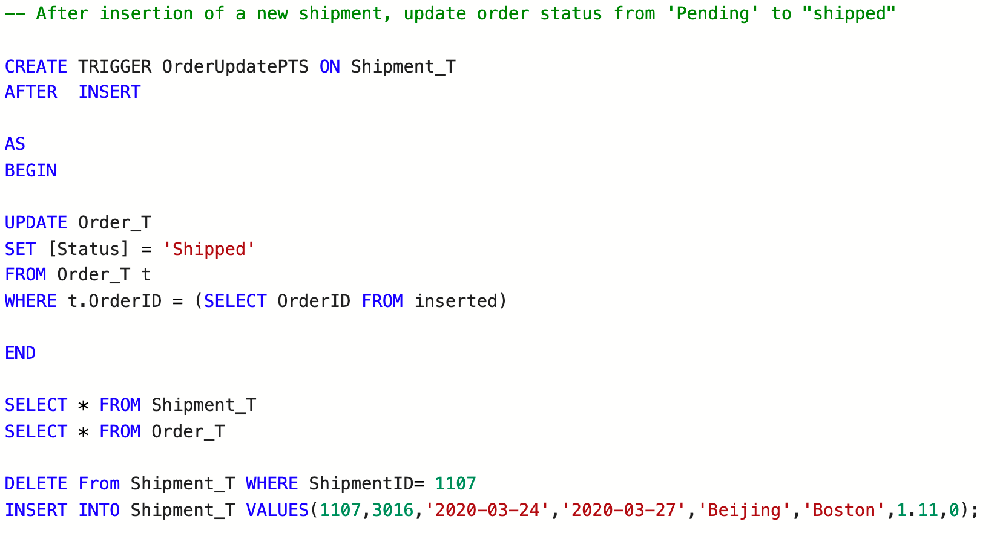 -- After insertion of a new shipment, update order status from 'Pending' to "shipped"
CREATE TRIGGER OrderUpdatePTS ON Shipment_T
AFTER  INSERT
AS
BEGIN
UPDATE Order_T
SET [Status] = 'Shipped'
FROM Order_T t
WHERE t.OrderID = (SELECT OrderID FROM inserted)
END
SELECT * FROM Shipment_T
SELECT * FROM Order_T
DELETE From Shipment_T WHERE ShipmentID= 1107
INSERT INTO Shipment_T VALUES(1107,3016,'2020-03-24','2020-03-27','Beijing','Boston',1.11,0);